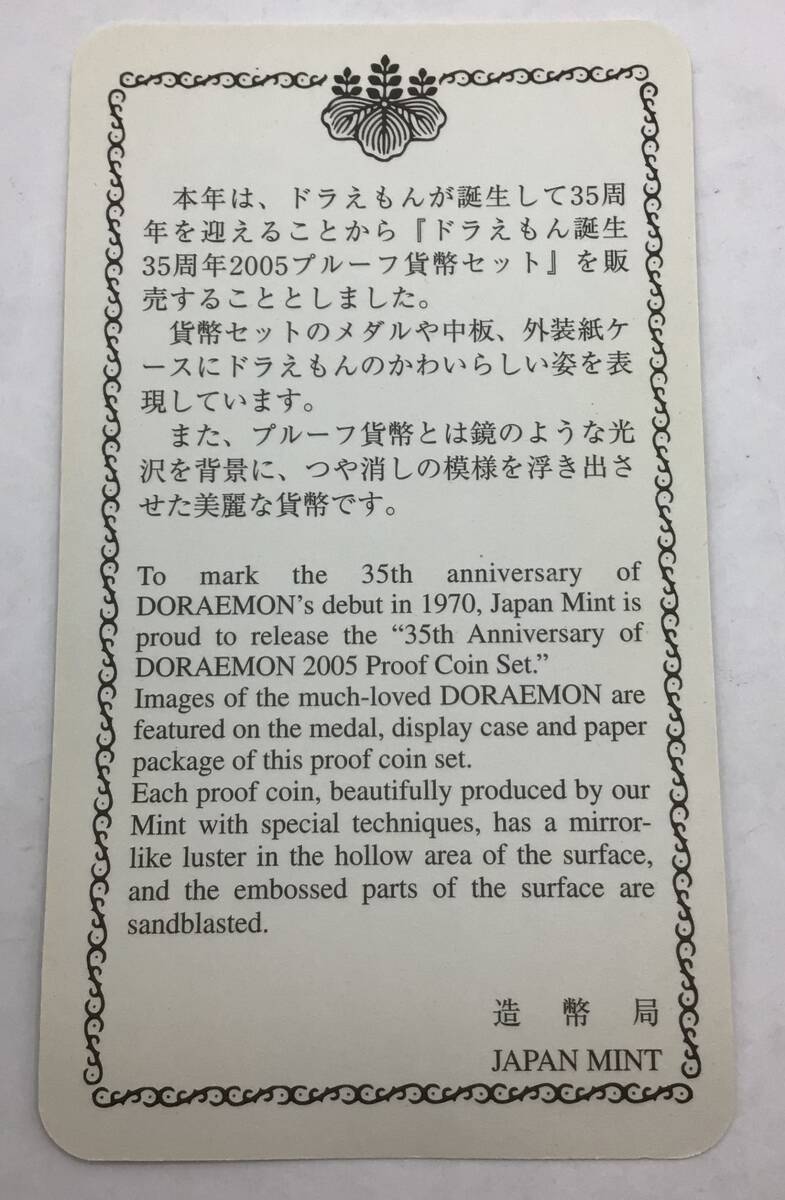 本年は、ドラえもんが誕生して35周
年を迎えることから『ドラえもん誕生
35周年2005プルーフ貨幣セット』を販
売することとしました。
貨幣セットのメダルや中板、外装紙ケ
ースにドラえもんのかわいらしい姿を表
現しています。
また、プルーフ貨幣とは鏡のような光
沢を背景に、つや消しの模様を浮き出さ
せた美麗な貨幣です。
To mark the 35th anniversary of
DORAEMON's debut in 1970, Japan Mint is
proud to release the “35th Anniversary of
DORAEMON 2005 Proof Coin Set.”
Images of the much-loved DORAEMON are
featured on the medal, display case and paper
package of this proof coin set.
Each proof coin, beautifully produced by our
Mint with special techniques, has a mirror-
like luster in the hollow area of the surface,
and the embossed parts of the surface are
sandblasted.
造幣局
JAPAN MINT